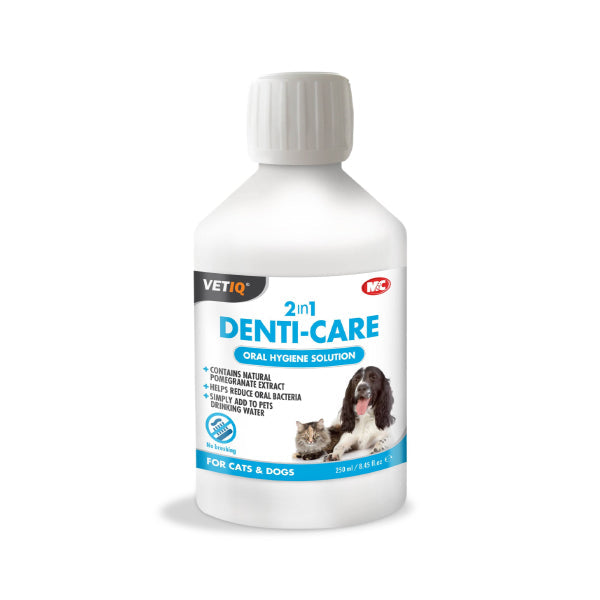 VETIQ®
M&C
2in1
DENTI-CARE
ORAL HYGIENE SOLUTION
+ CONTAINS NATURAL
POMEGRANATE EXTRACT
+ HELPS REDUCE ORAL BACTERIA
+ SIMPLY ADD TO PETS
DRINKING WATER
No brushing
FOR CATS & DOGS
250 ml / 8.45 fl.oz ℮